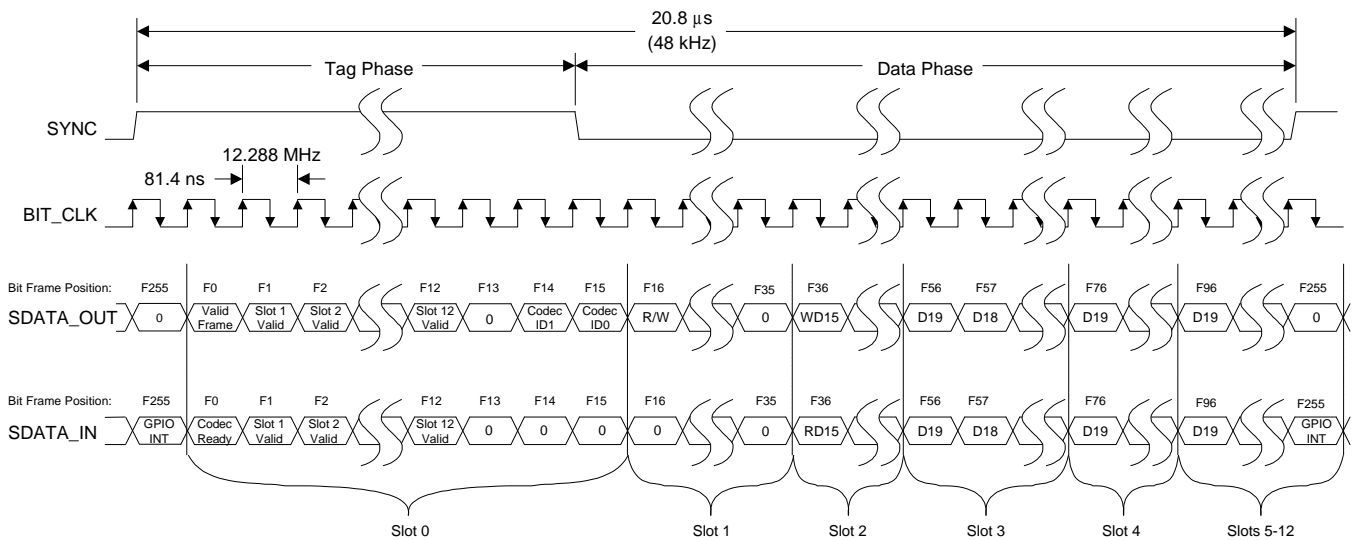 20.8 µs
(48 kHz)
Tag Phase
Data Phase
SYNC
12.288 MHz
81.4 ns
BIT_CLK
Bit Frame Position:
F255
F0
F1
F2
F12
F13
F14
F15
F16
F35
F36
F56
F57
F76
F96
F255
SDATA_OUT
0
Valid
Frame
Slot 1
Valid
Slot 2
Valid
Slot 12
Valid
0
Codec
ID1
Codec
ID0
R/W
0
WD15
D19
D18
D19
D19
0
Bit Frame Position:
F255
F0
F1
F2
F12
F13
F14
F15
F16
F35
F36
F56
F57
F76
F96
F255
SDATA_IN
GPIO
INT
Codec
Ready
Slot 1
Valid
Slot 2
Valid
Slot 12
Valid
0
0
0
0
0
RD15
D19
D18
D19
D19
GPIO
INT
Slot 0
Slot 1
Slot 2
Slot 3
Slot 4
Slots 5-12